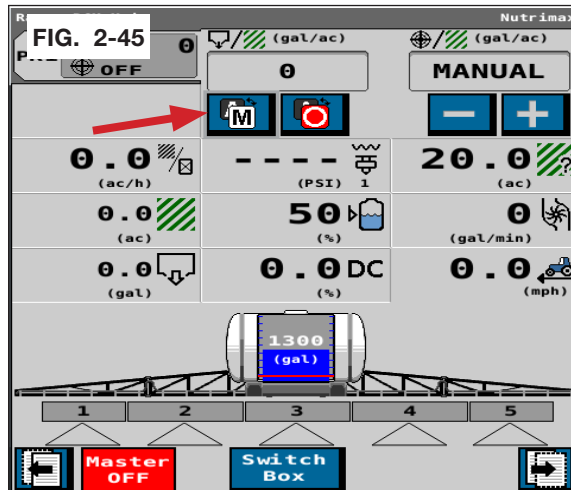 Nutrimax
FIG. 2-45
0
OFF
/ (gal/ac)
0
/ (gal/ac)
MANUAL
M
− +
0.0
(ac/h)
----
(PSI) 1
20.0
?
(ac)
0.0
(ac)
50
(%)
0
(gal/min)
0.0
(gal)
0.0 DC
(%)
0.0
(mph)
1300
(gal)
1 2 3 4 5
Master
OFF
Switch
Box